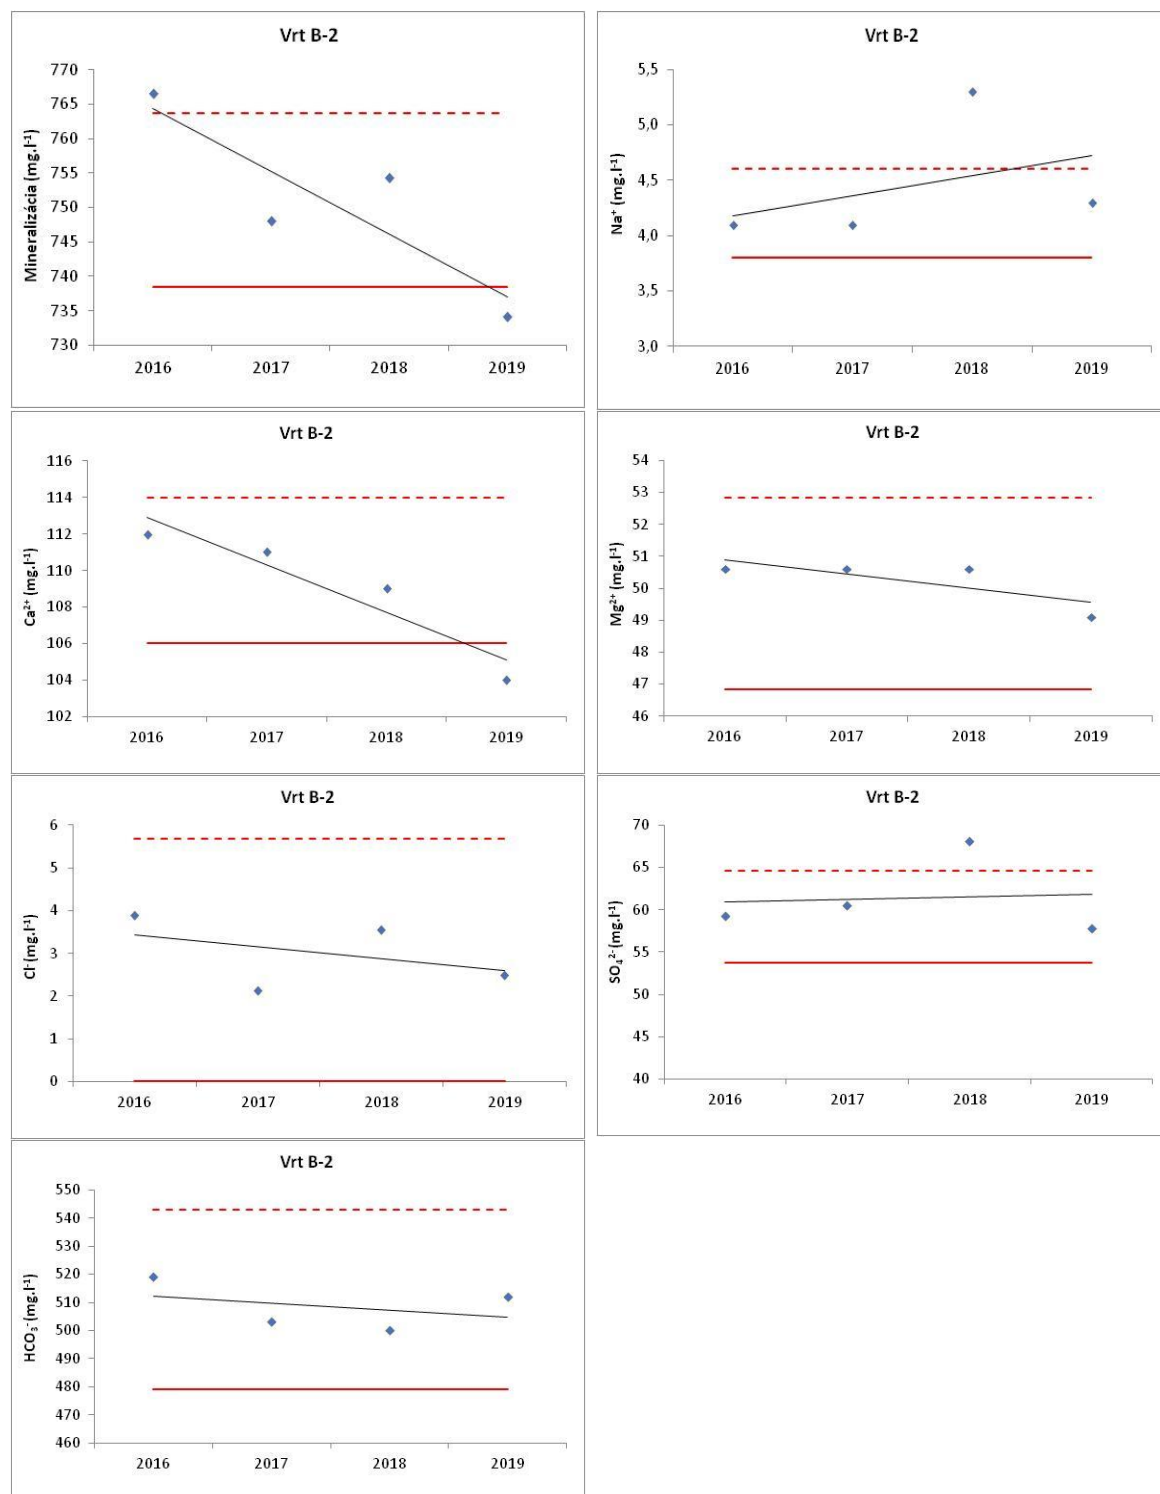 Vrt B-2
Mineralizácia (mg.l-1)
770
765
760
755
750
745
740
735
730
2016 2017 2018 2019
Vrt B-2
Na+ (mg.l-1)
5,5
5,0
4,5
4,0
3,5
3,0
2016 2017 2018 2019
Vrt B-2
Ca2+ (mg.l-1)
116
114
112
110
108
106
104
102
2016 2017 2018 2019
Vrt B-2
Mg2+ (mg.l-1)
54
53
52
51
50
49
48
47
46
2016 2017 2018 2019
Vrt B-2
Cl- (mg.l-1)
6
5
4
3
2
1
0
2016 2017 2018 2019
Vrt B-2
SO42- (mg.l-1)
70
65
60
55
50
45
40
2016 2017 2018 2019
Vrt B-2
HCO3- (mg.l-1)
550
540
530
520
510
500
490
480
470
460
2016 2017 2018 2019